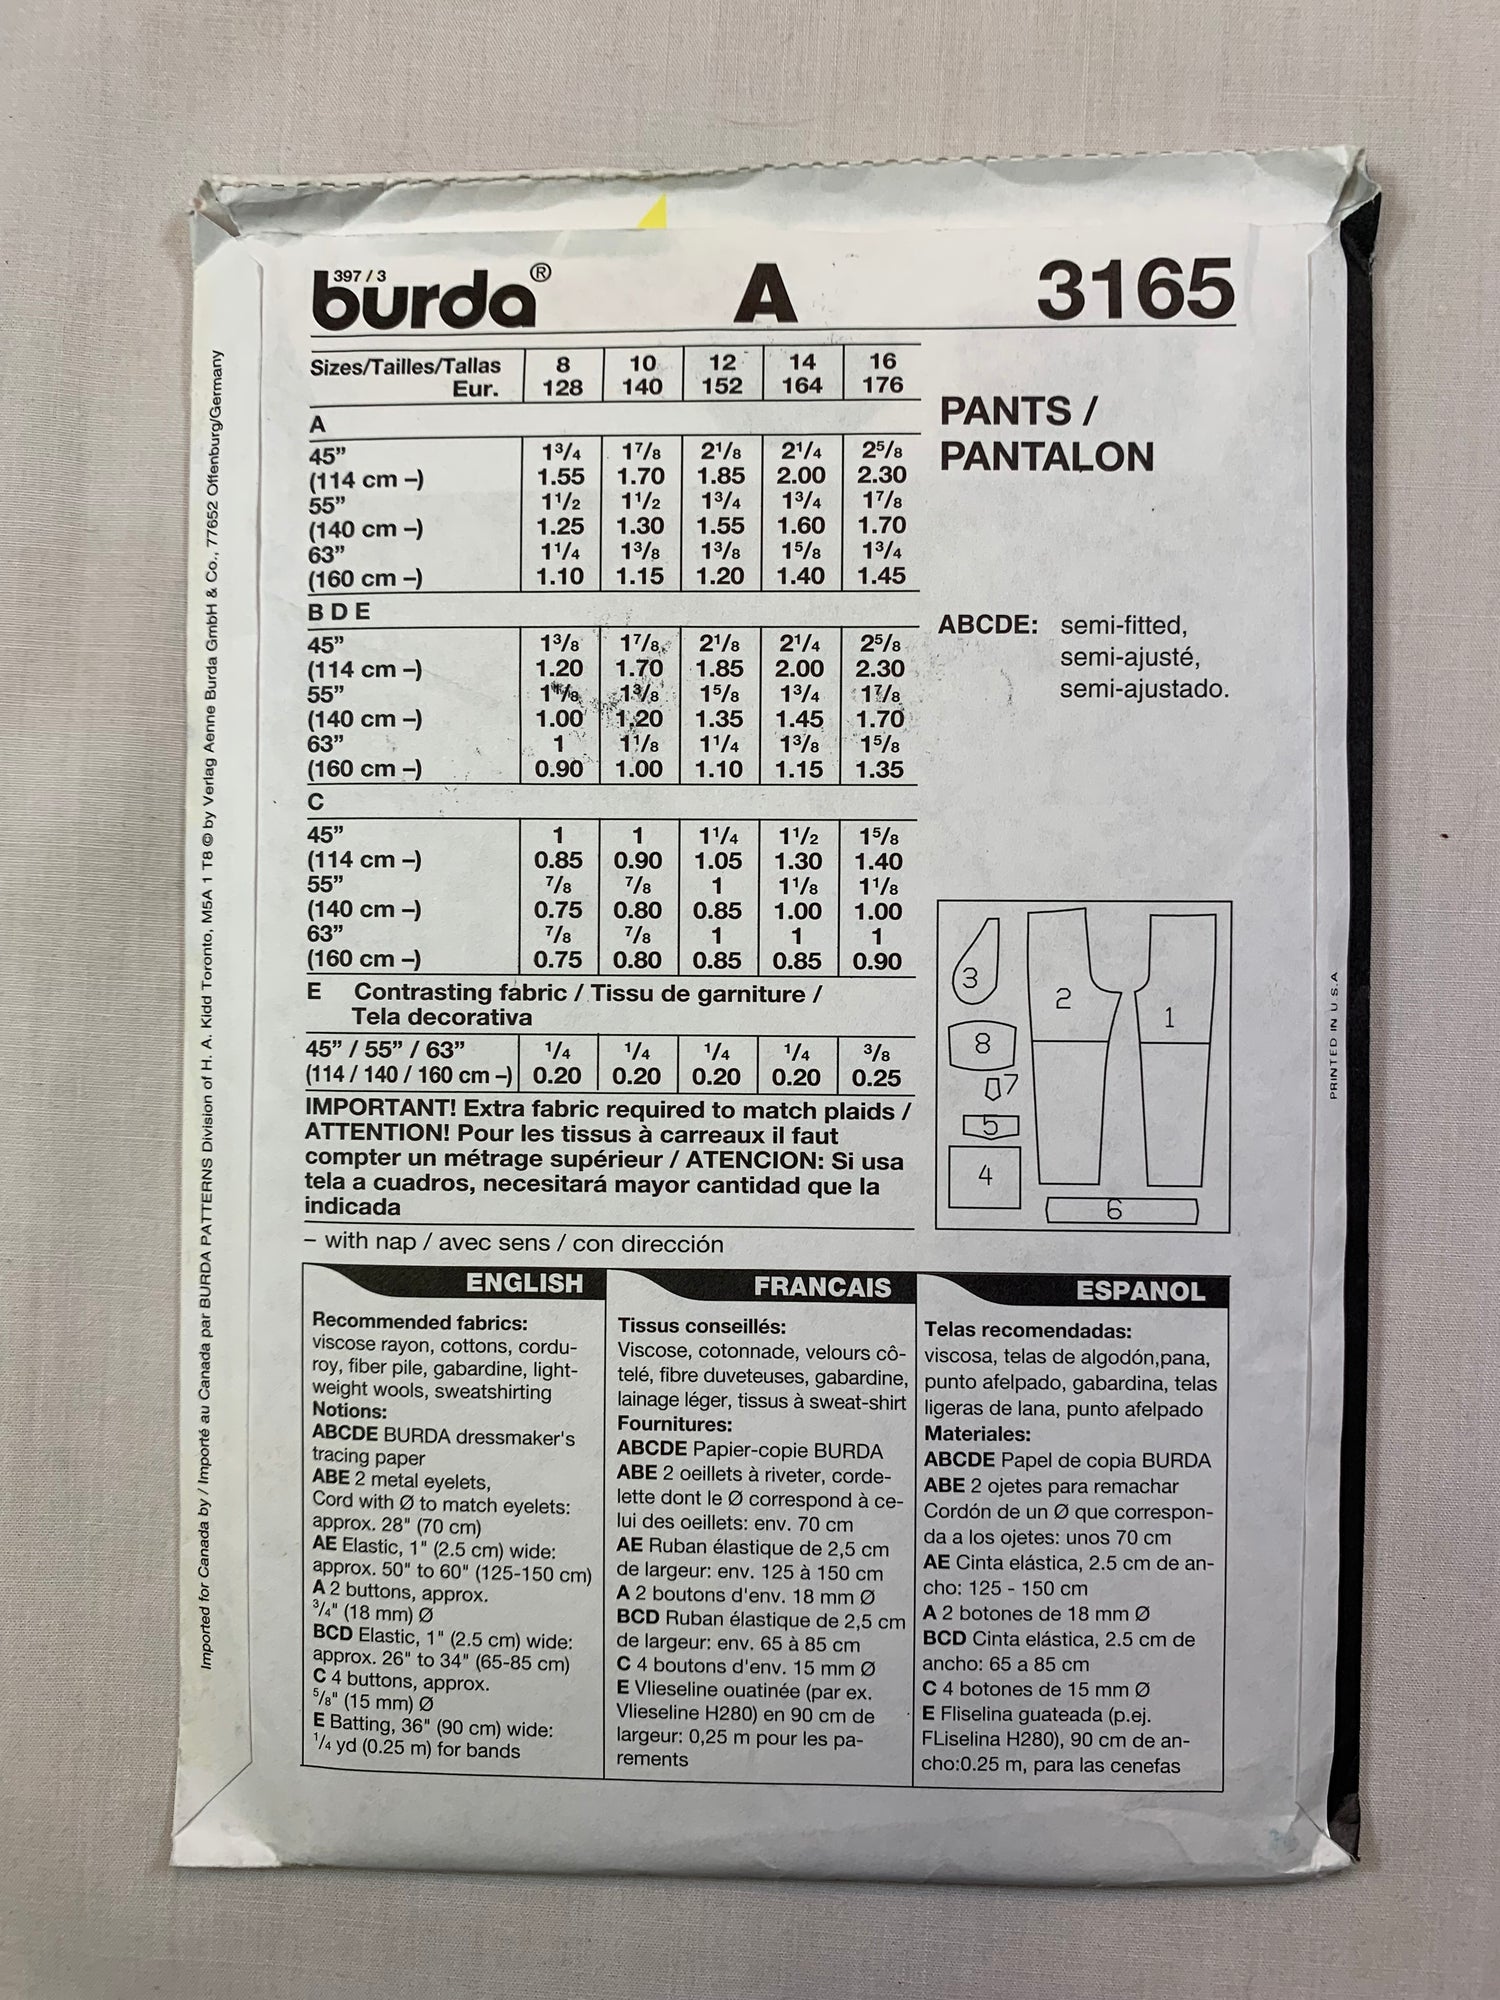 397 / 3
burda®
A
3165
Sizes/Tailles/Tallas 8 10 12 14 16
Eur. 128 140 152 164 176
PANTS /
PANTALON
A
45” 1³/₄ 1⁷/₈ 2¹/₈ 2¹/₄ 2⁵/₈
(114 cm –) 1.55 1.70 1.85 2.00 2.30
55” 1¹/₂ 1¹/₂ 1³/₄ 1³/₄ 1⁷/₈
(140 cm –) 1.25 1.30 1.55 1.60 1.70
63” 1¹/₄ 1³/₈ 1³/₈ 1⁵/₈ 1³/₄
(160 cm –) 1.10 1.15 1.20 1.40 1.45
B D E
45” 1³/₈ 1⁷/₈ 2¹/₈ 2¹/₄ 2⁵/₈
(114 cm –) 1.20 1.70 1.85 2.00 2.30
55” 1³/₈ 1⁵/₈ 1³/₄ 1⁷/₈
(140 cm –) 1.00 1.20 1.35 1.45 1.70
63” 1 1¹/₈ 1¹/₄ 1³/₈ 1⁵/₈
(160 cm –) 0.90 1.00 1.10 1.15 1.35
C
45” 1 1 1¹/₄ 1¹/₂ 1⁵/₈
(114 cm –) 0.85 0.90 1.05 1.30 1.40
55” ⁷/₈ ⁷/₈ 1 1¹/₈ 1¹/₈
(140 cm –) 0.75 0.80 0.85 1.00 1.00
63” ⁷/₈ ⁷/₈ 1 1 1
(160 cm –) 0.75 0.80 0.85 0.85 0.90
E Contrasting fabric / Tissu de garniture /
Tela decorativa
45” / 55” / 63” ¹/₄ ¹/₄ ¹/₄ ¹/₄ ³/₈
(114 / 140 / 160 cm –) 0.20 0.20 0.20 0.20 0.25
IMPORTANT! Extra fabric required to match plaids /
ATTENTION! Pour les tissus à carreaux il faut
compter un métrage supérieur / ATENCION: Si usa
tela a cuadros, necesitará mayor cantidad que la
indicada
– with nap / avec sens / con dirección
ABCDE: semi-fitted,
semi-ajusté,
semi-ajustado.
3
2
1
8
7
5
4
6
ENGLISH
Recommended fabrics:
viscose rayon, cottons, cordu-
roy, fiber pile, gabardine, light-
weight wools, sweatshirting
Notions:
ABCDE BURDA dressmaker's
tracing paper
ABE 2 metal eyelets,
Cord with Ø to match eyelets:
approx. 28" (70 cm)
AE Elastic, 1" (2.5 cm) wide:
approx. 50" to 60" (125-150 cm)
A 2 buttons, approx.
³/₄" (18 mm) Ø
BCD Elastic, 1" (2.5 cm) wide:
approx. 26" to 34" (65-85 cm)
C 4 buttons, approx.
⁵/₈" (15 mm) Ø
E Batting, 36" (90 cm) wide:
¹/₄ yd (0.25 m) for bands
FRANCAIS
Tissus conseillés:
Viscose, cotonnade, velours cô-
telé, fibre duveteuses, gabardine,
lainage léger, tissus à sweat-shirt
Fournitures:
ABCDE Papier-copie BURDA
ABE 2 oeillets à riveter, corde-
lette dont le Ø correspond à ce-
lui des oeillets: env. 70 cm
AE Ruban élastique de 2,5 cm
de largeur: env. 125 à 150 cm
A 2 boutons d'env. 18 mm Ø
BCD Ruban élastique de 2,5 cm
de largeur: env. 65 à 85 cm
C 4 boutons d'env. 15 mm Ø
E Vlieseline ouatinée (par ex.
Vlieseline H280) en 90 cm de
largeur: 0,25 m pour les pa-
rements
ESPANOL
Telas recomendadas:
viscosa, telas de algodón,pana,
punto afelpado, gabardina, telas
ligeras de lana, punto afelpado
Materiales:
ABCDE Papel de copia BURDA
ABE 2 ojetes para remachar
Cordón de un Ø que correspon-
da a los ojetes: unos 70 cm
AE Cinta elástica, 2.5 cm de an-
cho: 125 - 150 cm
A 2 botones de 18 mm Ø
BCD Cinta elástica, 2.5 cm de
ancho: 65 a 85 cm
C 4 botones de 15 mm Ø
E Fliselina guateada (p.ej.
FLiselina H280), 90 cm de an-
cho:0.25 m, para las cenefas
Imported for Canada by / Importé au Canada par BURDA PATTERNS Division of H. A. Kidd Toronto, M5A 1 T8 © by Verlag Aenne Burda GmbH & Co., 77652 Offenburg/Germany
PRINTED IN U S.A